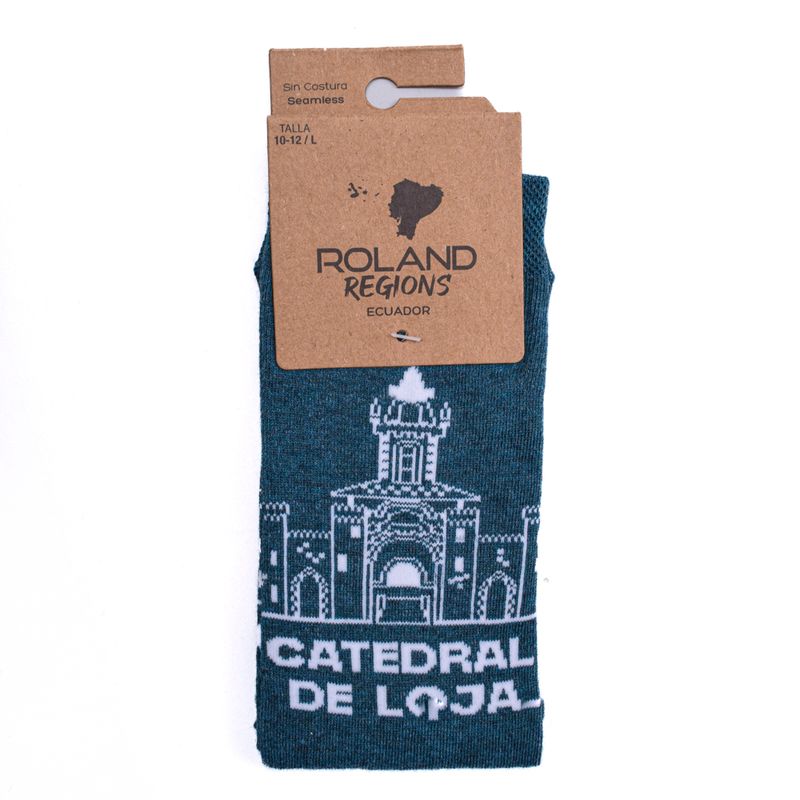 Sin Costura
Seamless
TALLA
10-12 / L
ROLAND
REGIONS
ECUADOR
CATEDRAL
DE LOJA